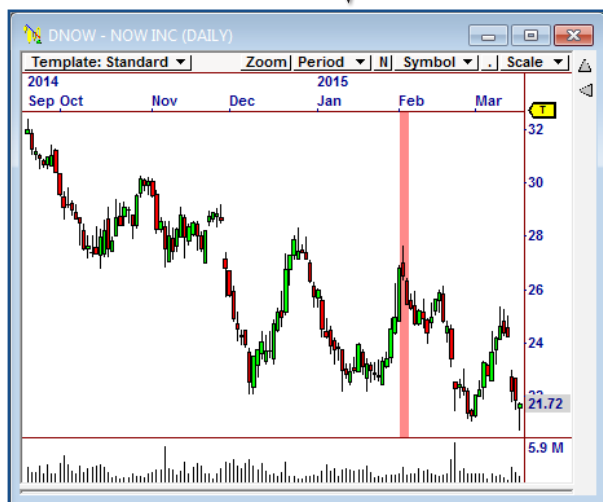 DNOW - NOW INC (DAILY)
Template: Standard Zoom Period N Symbol . Scale
2014 2015
Sep Oct Nov Dec Jan Feb Mar
T
32
30
28
26
24
22
21.72
5.9 M